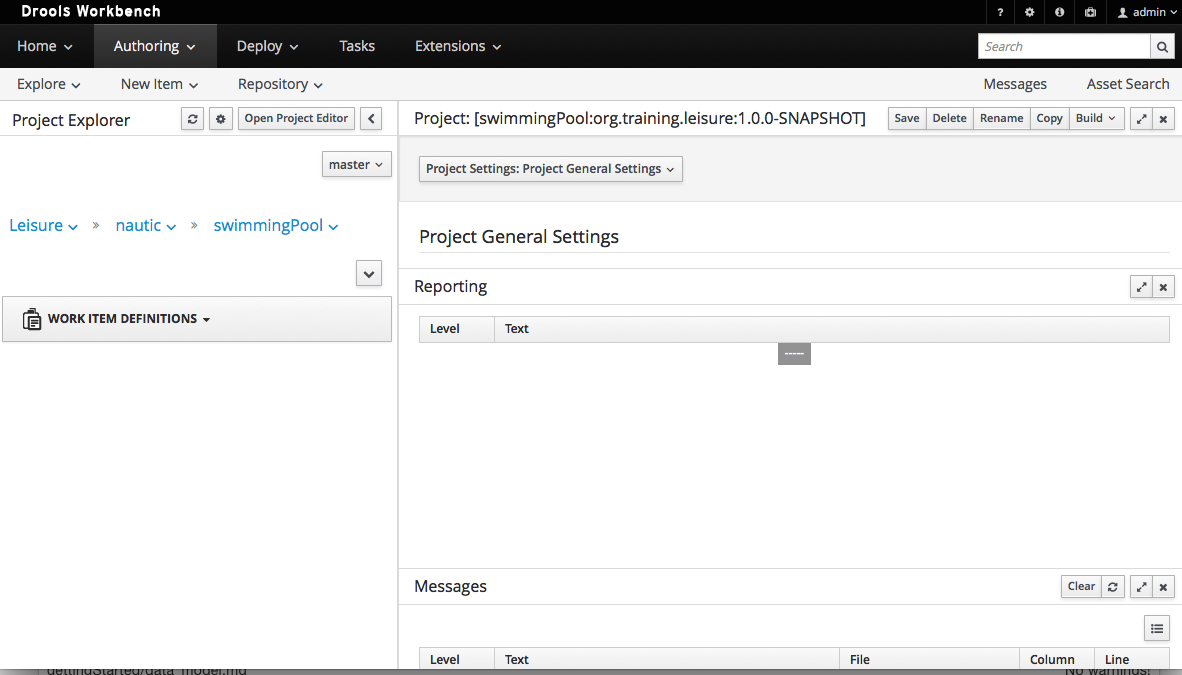 Drools Workbench
? admin
Home Authoring Deploy Tasks Extensions Search
Explore New Item Repository Messages Asset Search
Project Explorer Open Project Editor
master
Leisure » nautic » swimmingPool
WORK ITEM DEFINITIONS
Project: [swimmingPool:org.training.leisure:1.0.0-SNAPSHOT] Save Delete Rename Copy Build
Project Settings: Project General Settings
Project General Settings
Reporting
Level Text
-----
Messages Clear
Level Text File Column Line
gettingStarted/data_model.md No warnings!